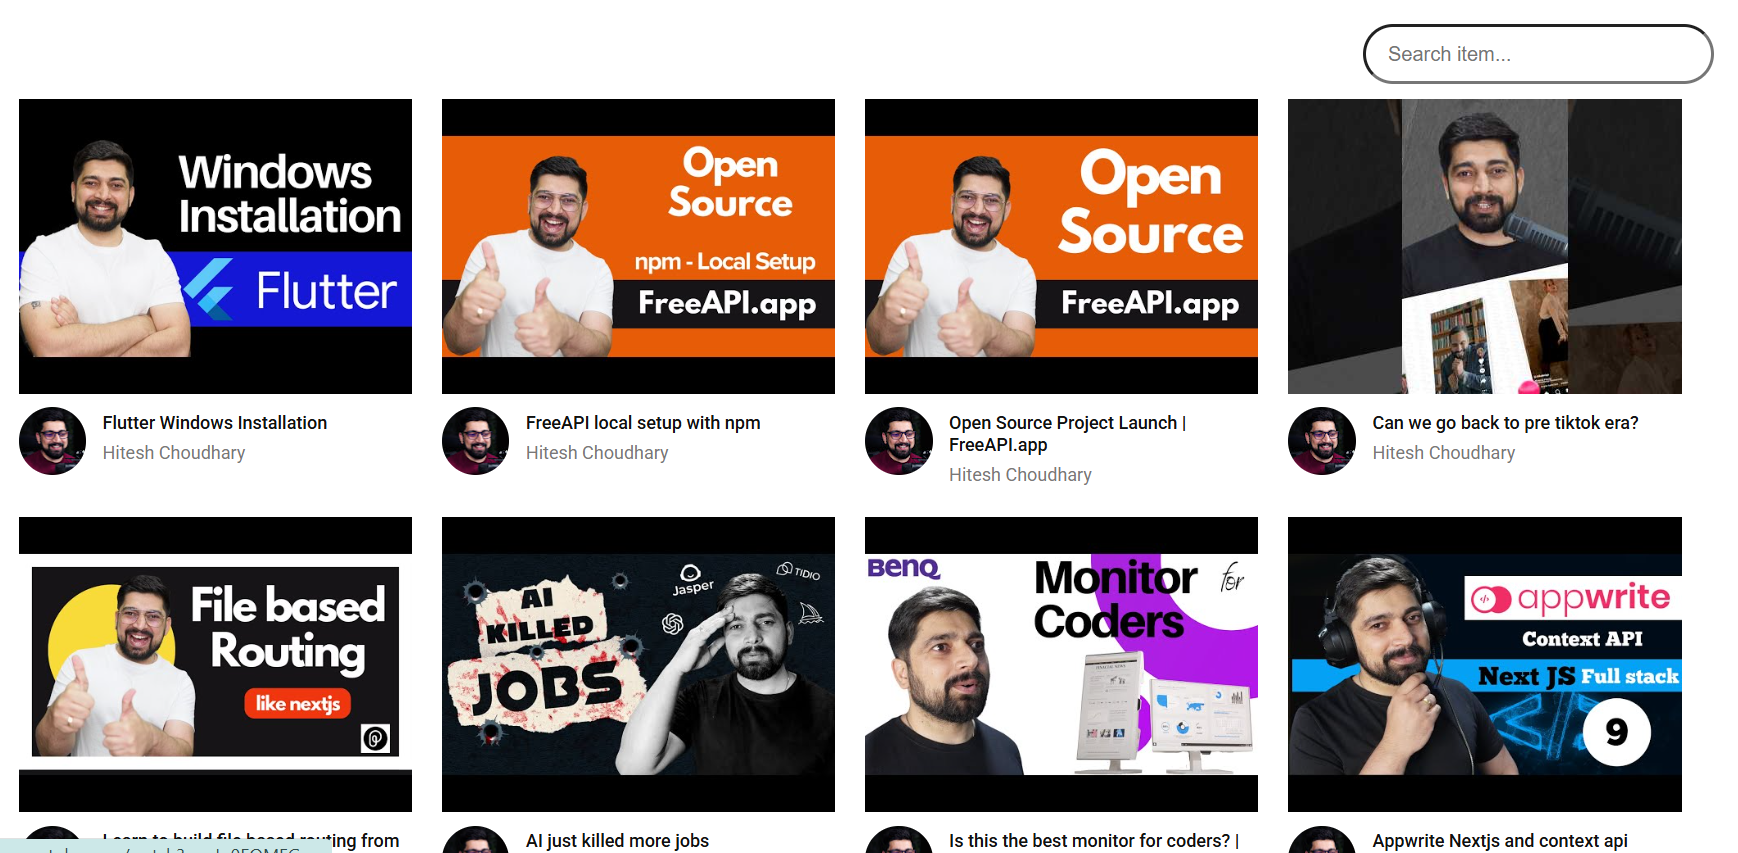 Search item...
Windows
Installation
Flutter
Open
Source
npm - Local Setup
FreeAPI.app
Open
Source
FreeAPI.app
Flutter Windows Installation
Hitesh Choudhary
FreeAPI local setup with npm
Hitesh Choudhary
Open Source Project Launch |
FreeAPI.app
Hitesh Choudhary
Can we go back to pre tiktok era?
Hitesh Choudhary
File based
Routing
like nextjs
AI
KILLED
JOBS
Jasper
TIDIO
BenQ
Monitor for
Coders
appwrite
Context API
Next JS Full stack
9
Learn to build file based routing from
AI just killed more jobs
Is this the best monitor for coders? |
Appwrite Nextjs and context api